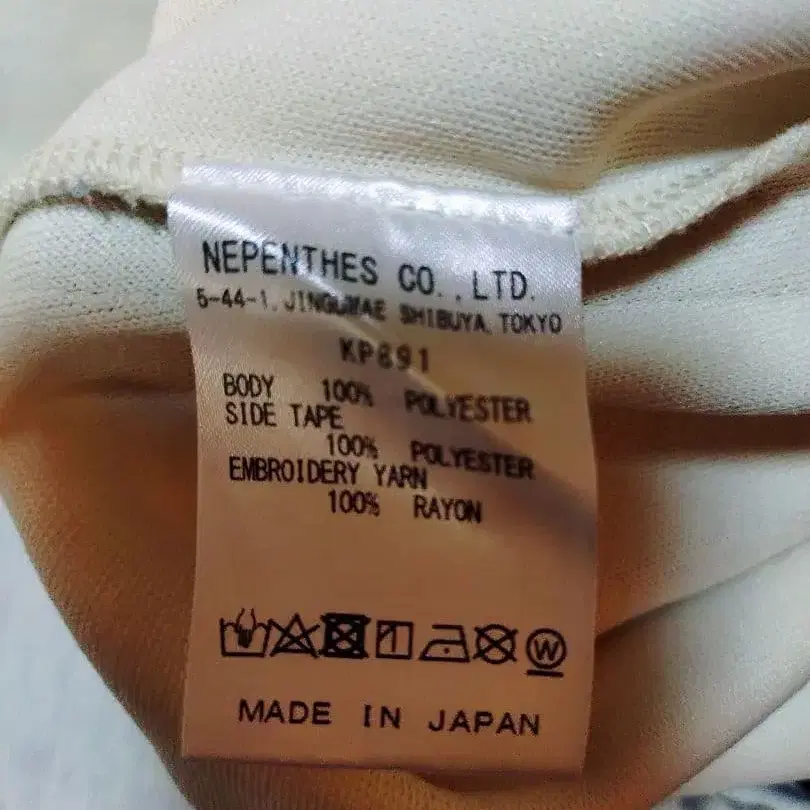 NEPENTHES CO., LTD.
5-44-1, JINGUMAE SHIBUYA, TOKYO
KP691
BODY 100% POLYESTER
SIDE TAPE
100% POLYESTER
EMBROIDERY YARN
100% RAYON
W
MADE IN JAPAN